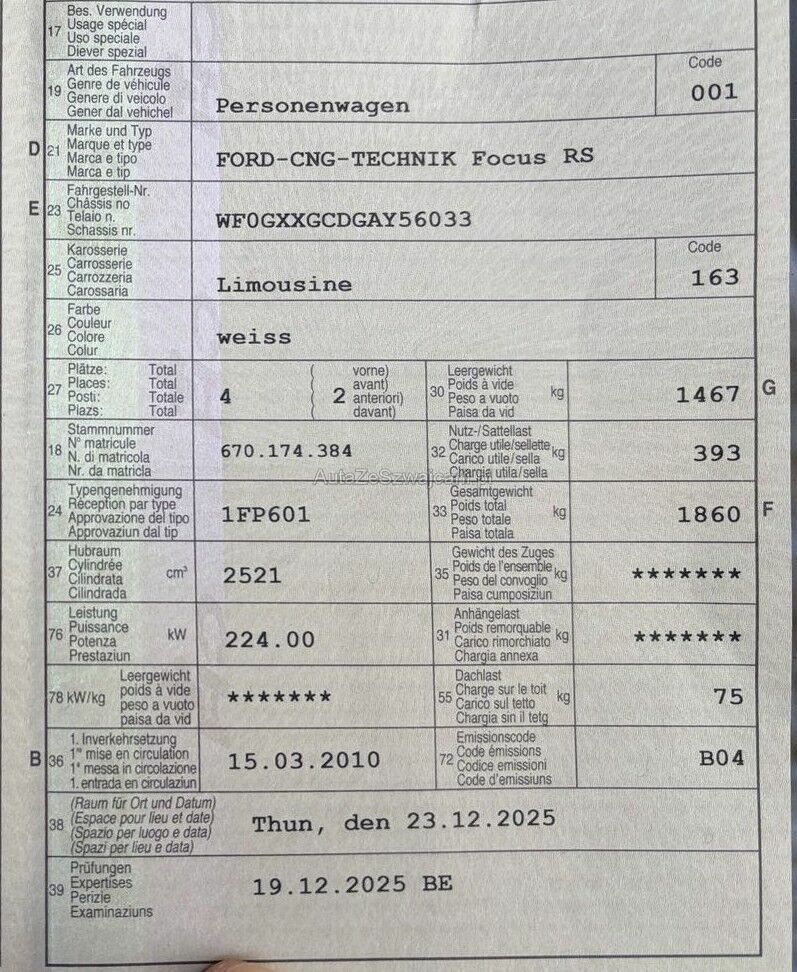 17 Bes. Verwendung
Usage spécial
Uso speciale
Diever spezial
19 Art des Fahrzeugs
Genre de véhicule
Genere di veicolo
Gener dal vehichel
Personenwagen
Code
001
D 21 Marke und Typ
Marque et type
Marca e tipo
Marca e tip
FORD-CNG-TECHNIK Focus RS
E 23 Fahrgestell-Nr.
Châssis no
Telaio n.
Schassis nr.
WF0GXXGCDGAY56033
25 Karosserie
Carrosserie
Carrozzeria
Carossaria
Limousine
Code
163
26 Farbe
Couleur
Colore
Colur
weiss
27 Plätze: Total
Places: Total
Posti: Totale
Plazs: Total
4
( vorne)
( avant)
( 2 anteriori)
( davant)
30 Leergewicht
Poids à vide
Peso a vuoto
Paisa da vid
kg
1467 G
18 Stammnummer
N° matricule
N. di matricola
Nr. da matricla
670.174.384
32 Nutz-/Sattellast
Charge utile/sellette
Carico utile/sella
Chargia utila/sella
kg
393
AutaZeSzwajcarii.pl
24 Typengenehmigung
Réception par type
Approvazione del tipo
Approvaziun dal tip
1FP601
33 Gesamtgewicht
Poids total
Peso totale
Paisa totala
kg
1860 F
37 Hubraum
Cylindrée
Cilindrata
Cilindrada
cm³
2521
35 Gewicht des Zuges
Poids de l'ensemble
Peso del convoglio
Paisa cumposiziun
kg
*******
76 Leistung
Puissance
Potenza
Prestaziun
kW
224.00
31 Anhängelast
Poids remorquable
Carico rimorchiato
Chargia annexa
kg
*******
78 kW/kg Leergewicht
poids à vide
peso a vuoto
paisa da vid
*******
55 Dachlast
Charge sur le toit
Carico sul tetto
Chargia sin il tetg
kg
75
B 36 1. Inverkehrsetzung
1re mise en circulation
1a messa in circolazione
1. entrada en circulaziun
15.03.2010
72 Emissionscode
Code émissions
Codice emissioni
Code d'emissiuns
B04
38 (Raum für Ort und Datum)
(Espace pour lieu et date)
(Spazio per luogo e data)
(Spazi per lieu e data)
Thun, den 23.12.2025
39 Prüfungen
Expertises
Perizie
Examinaziuns
19.12.2025 BE